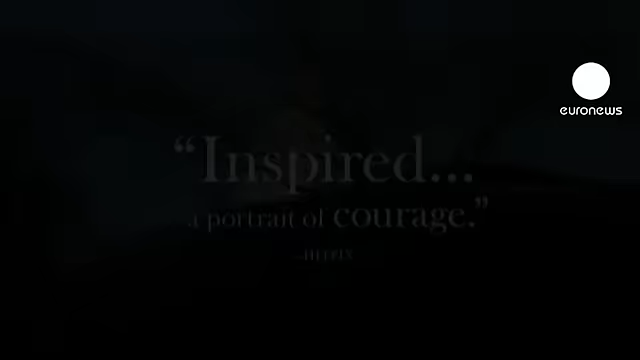 euronews
“Inspired...
a portrait of courage.”